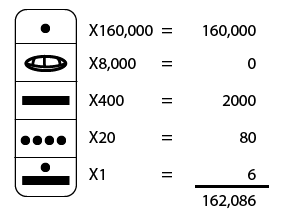 X160,000 = 160,000
X8,000 = 0
X400 = 2000
X20 = 80
X1 = 6
162,086